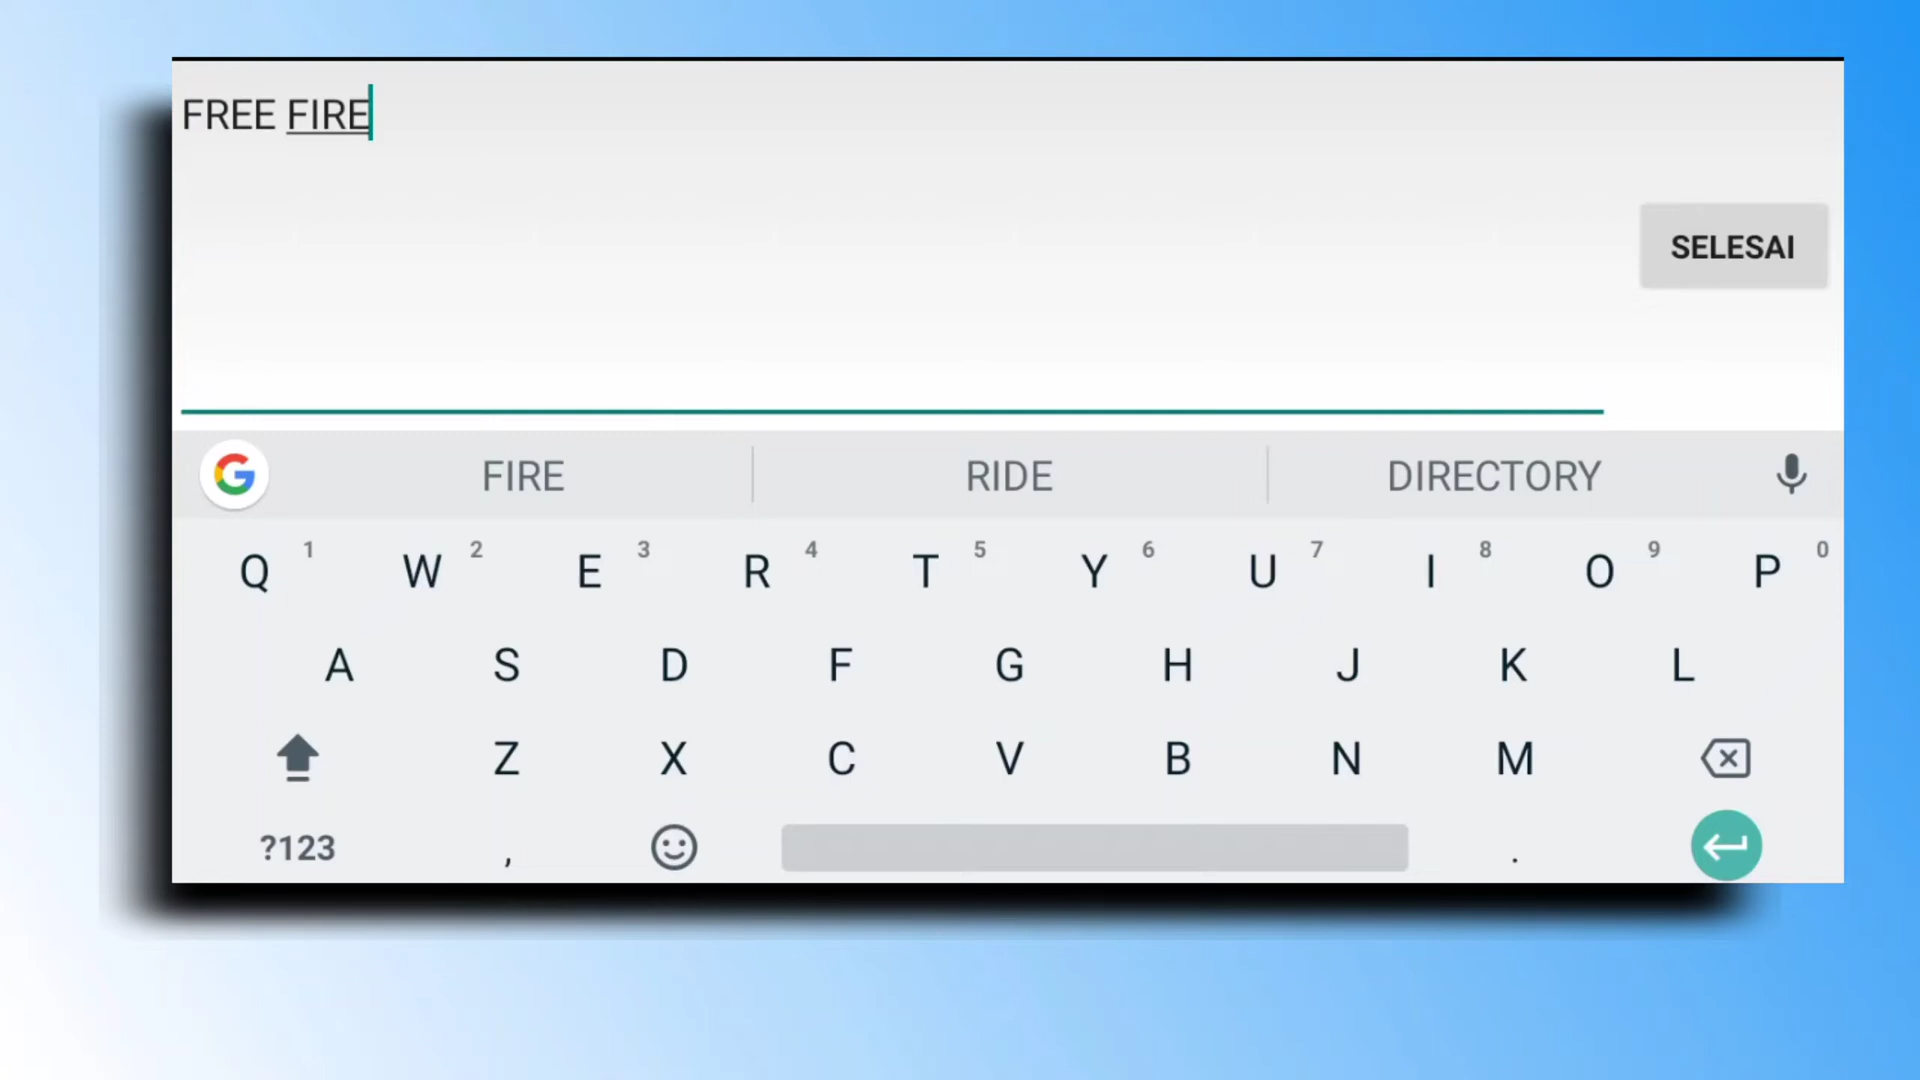 FREE FIRE
SELESAI
G FIRE RIDE DIRECTORY
Q 1 W 2 E 3 R 4 T 5 Y 6 U 7 I 8 O 9 P 0
A S D F G H J K L
Z X C V B N M
?123 , .